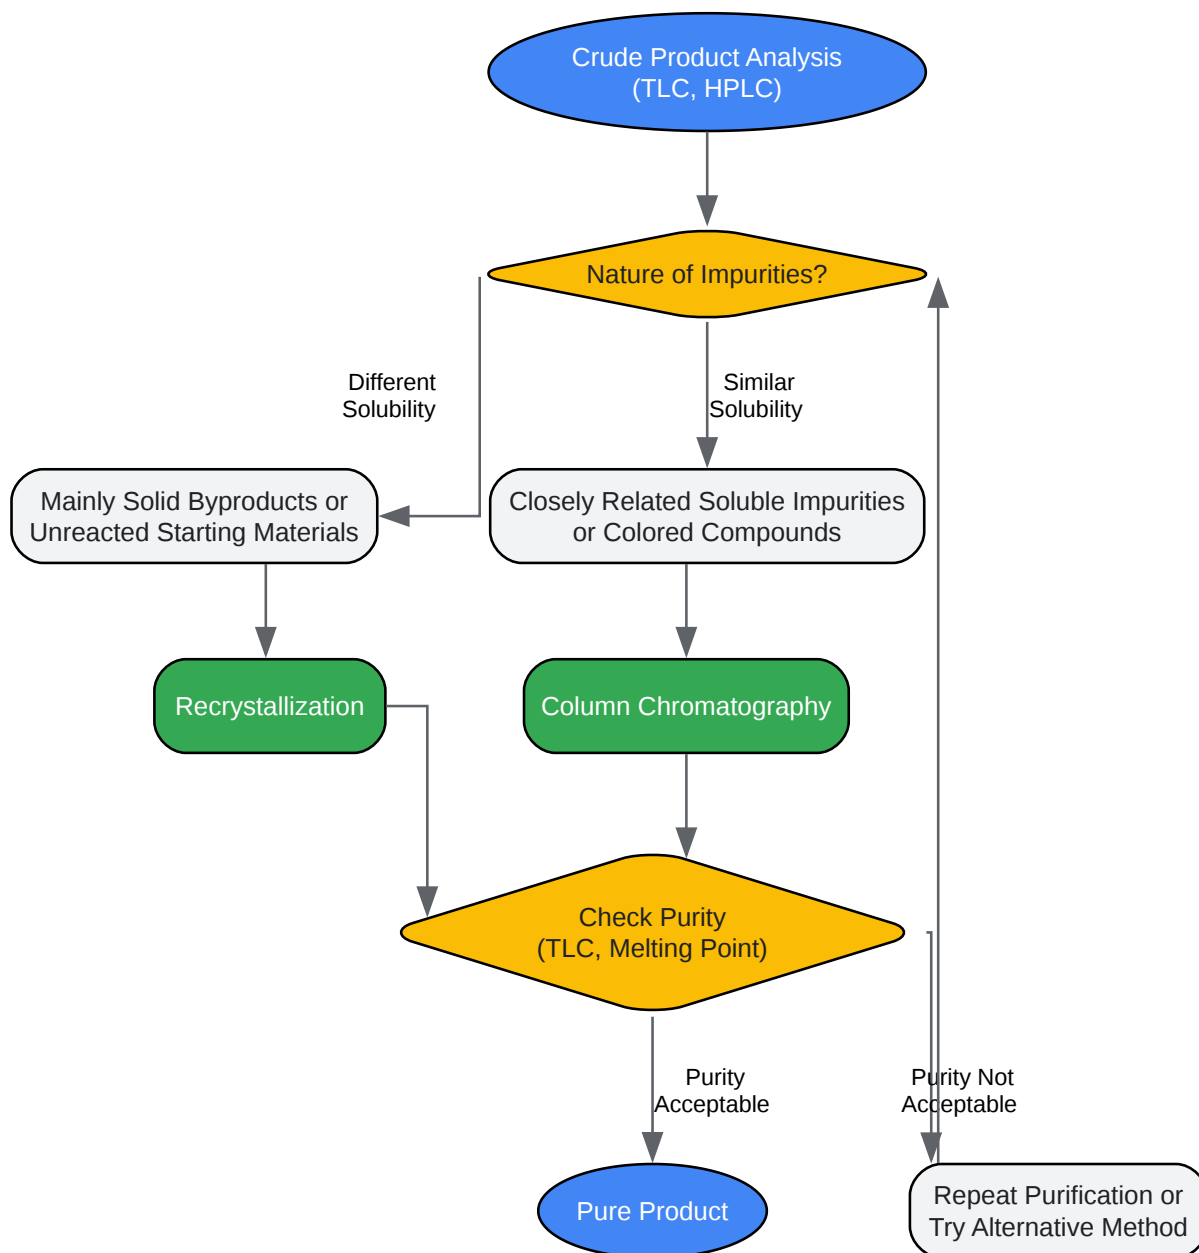 Crude Product Analysis
(TLC, HPLC)
Nature of Impurities?
Different
Solubility
Similar
Solubility
Mainly Solid Byproducts or
Unreacted Starting Materials
Closely Related Soluble Impurities
or Colored Compounds
Recrystallization
Column Chromatography
Check Purity
(TLC, Melting Point)
Purity
Acceptable
Purity Not
Acceptable
Pure Product
Repeat Purification or
Try Alternative Method